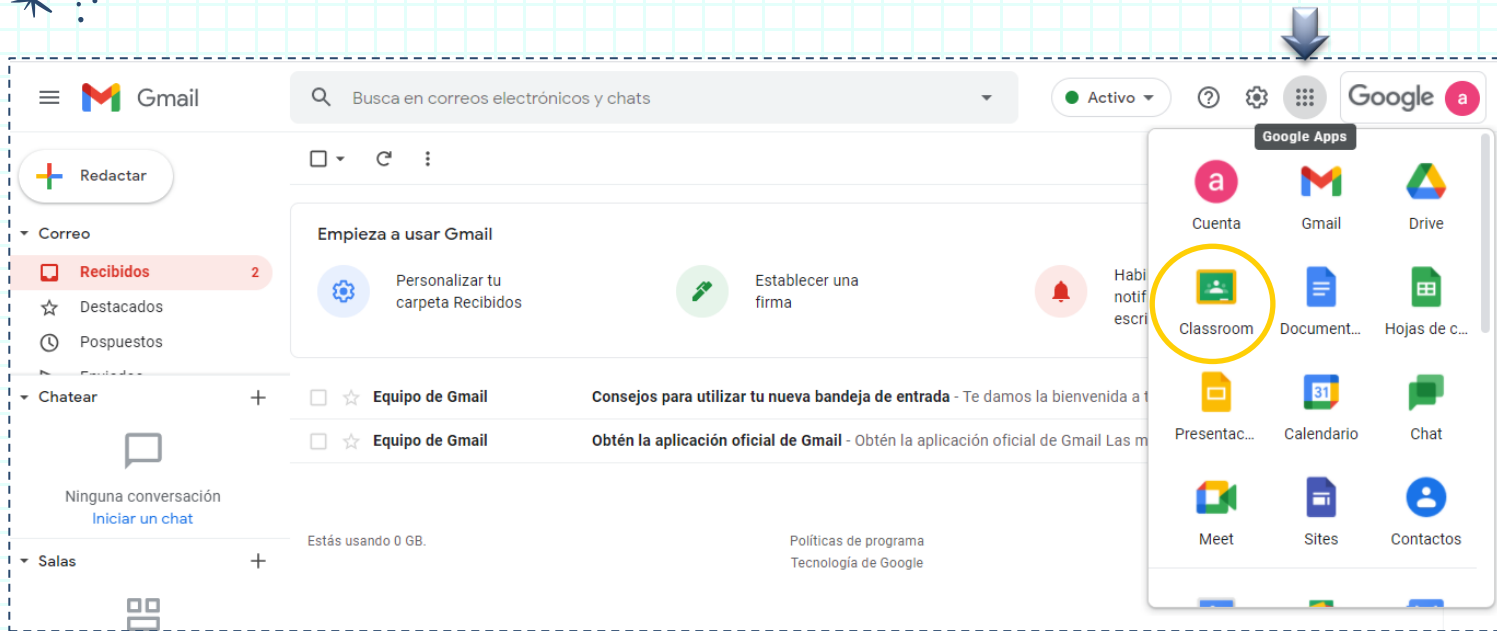 Gmail
Busca en correos electrónicos y chats
Activo
Google
a
Google Apps
Redactar
Correo
Recibidos 2
Destacados
Pospuestos
Chatear
Ninguna conversación
Iniciar un chat
Salas
Empieza a usar Gmail
Personalizar tu
carpeta Recibidos
Establecer una
firma
Habi
notif
escri
Equipo de Gmail Consejos para utilizar tu nueva bandeja de entrada - Te damos la bienvenida a t
Equipo de Gmail Obtén la aplicación oficial de Gmail - Obtén la aplicación oficial de Gmail Las m
Estás usando 0 GB.
Políticas de programa
Tecnología de Google
a
Cuenta Gmail Drive
Classroom Document... Hojas de c...
31
Presentac... Calendario Chat
Meet Sites Contactos